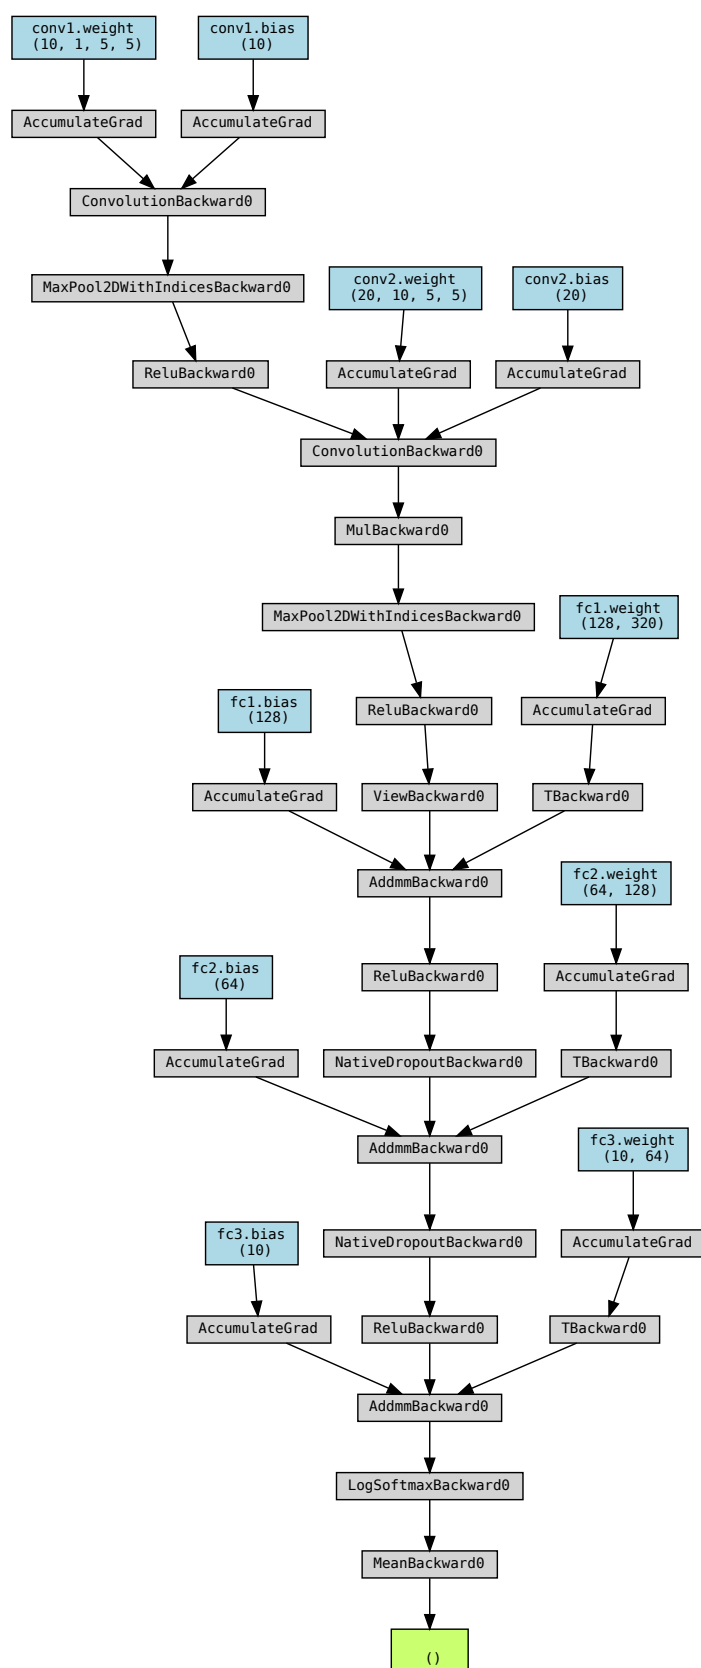 conv1.weight
(10, 1, 5, 5)
conv1.bias
(10)
AccumulateGrad
AccumulateGrad
ConvolutionBackward0
MaxPool2DWithIndicesBackward0
conv2.weight
(20, 10, 5, 5)
conv2.bias
(20)
ReluBackward0
AccumulateGrad
AccumulateGrad
ConvolutionBackward0
MulBackward0
MaxPool2DWithIndicesBackward0
fc1.weight
(128, 320)
fc1.bias
(128)
ReluBackward0
AccumulateGrad
AccumulateGrad
ViewBackward0
TBackward0
AddmmBackward0
fc2.weight
(64, 128)
fc2.bias
(64)
ReluBackward0
AccumulateGrad
AccumulateGrad
NativeDropoutBackward0
TBackward0
AddmmBackward0
fc3.weight
(10, 64)
fc3.bias
(10)
NativeDropoutBackward0
AccumulateGrad
AccumulateGrad
ReluBackward0
TBackward0
AddmmBackward0
LogSoftmaxBackward0
MeanBackward0
()